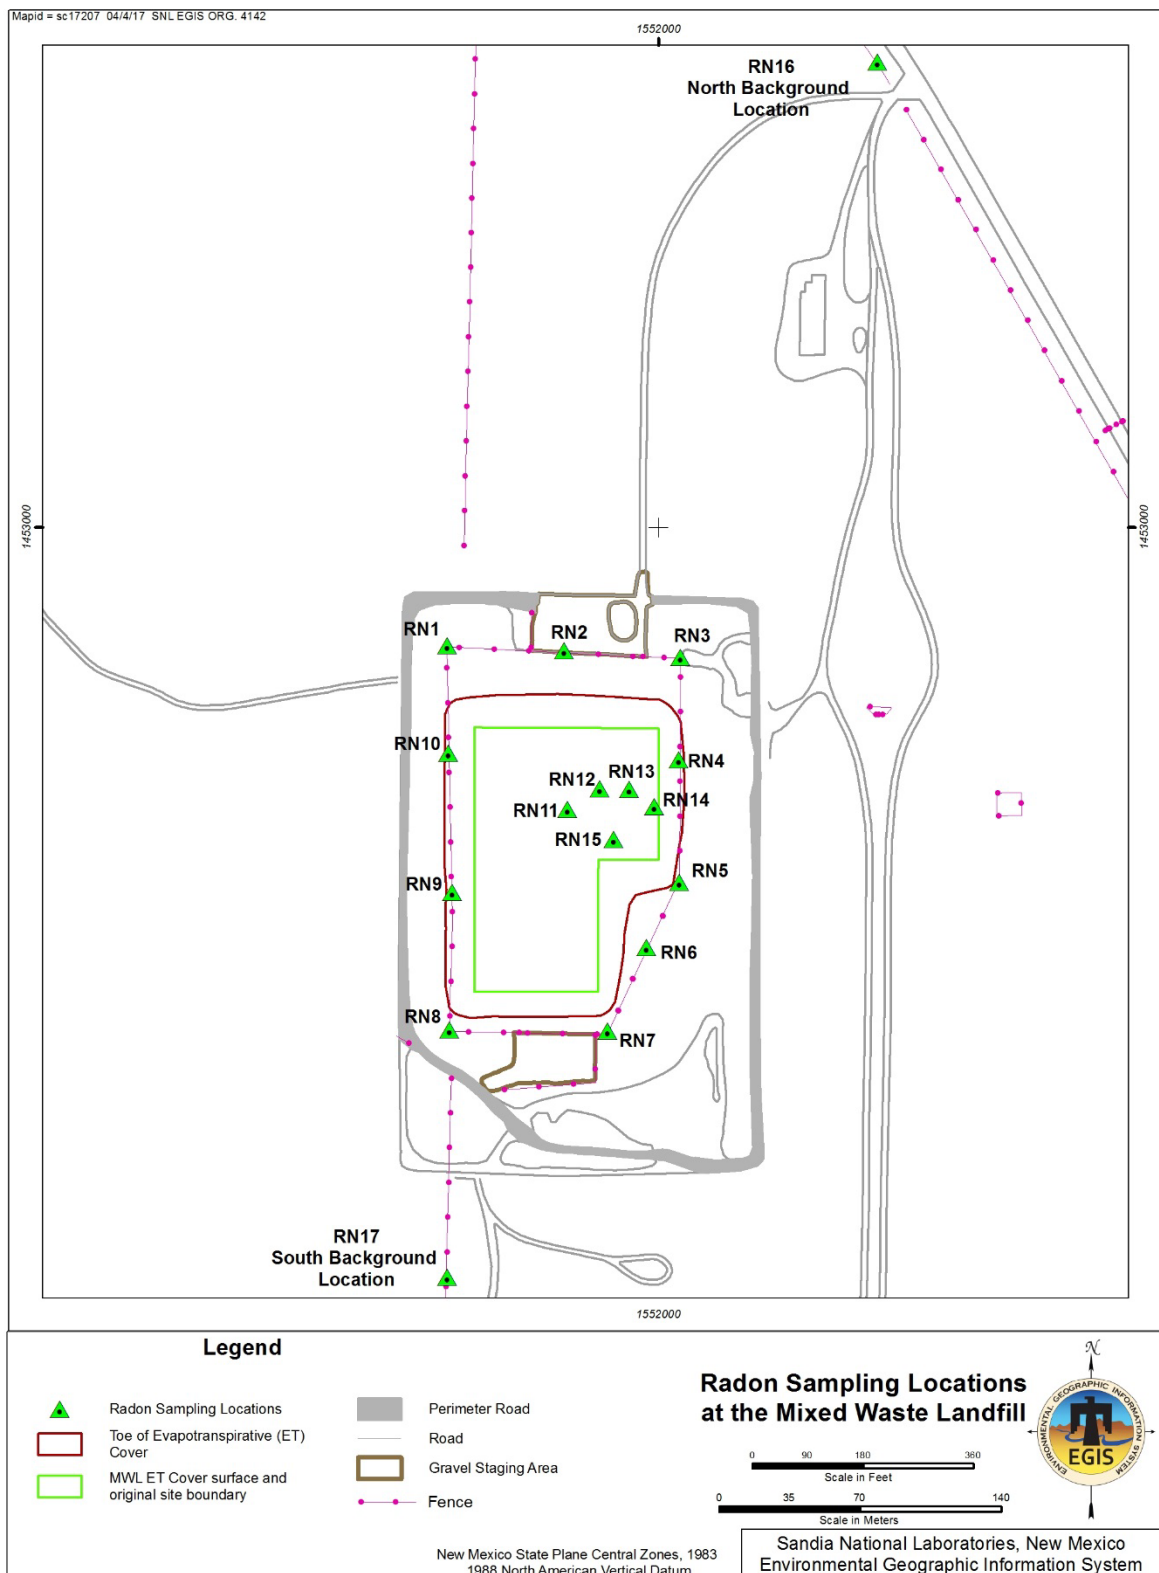 Mapid = sc17207 04/4/17 SNL EGIS ORG. 4142
1552000
RN16
North Background
Location
1453000
1453000
RN1
RN2
RN3
RN10
RN4
RN12
RN13
RN11
RN14
RN15
RN9
RN5
RN6
RN8
RN7
RN17
South Background
Location
1552000
Legend
Radon Sampling Locations
Toe of Evapotranspirative (ET)
Cover
MWL ET Cover surface and
original site boundary
Perimeter Road
Road
Gravel Staging Area
Fence
Radon Sampling Locations
at the Mixed Waste Landfill
0 90 180 360
Scale in Feet
0 35 70 140
Scale in Meters
N
ENVIRONMENTAL GEOGRAPHIC INFORMATION SYSTEM
EGIS
New Mexico State Plane Central Zones, 1983
1988 North American Vertical Datum
Sandia National Laboratories, New Mexico
Environmental Geographic Information System